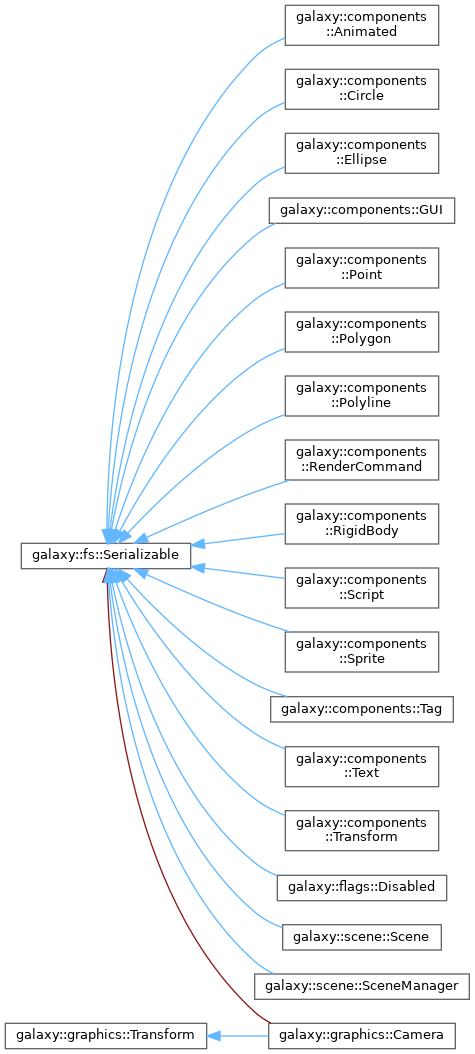 galaxy::components
::Animated
galaxy::components
::Circle
galaxy::components
::Ellipse
galaxy::components::GUI
galaxy::components
::Point
galaxy::components
::Polygon
galaxy::components
::Polyline
galaxy::components
::RenderCommand
galaxy::components
::RigidBody
galaxy::fs::Serializable
galaxy::components
::Script
galaxy::components
::Sprite
galaxy::components::Tag
galaxy::components
::Text
galaxy::components
::Transform
galaxy::flags::Disabled
galaxy::scene::Scene
galaxy::scene::SceneManager
galaxy::graphics::Transform
galaxy::graphics::Camera